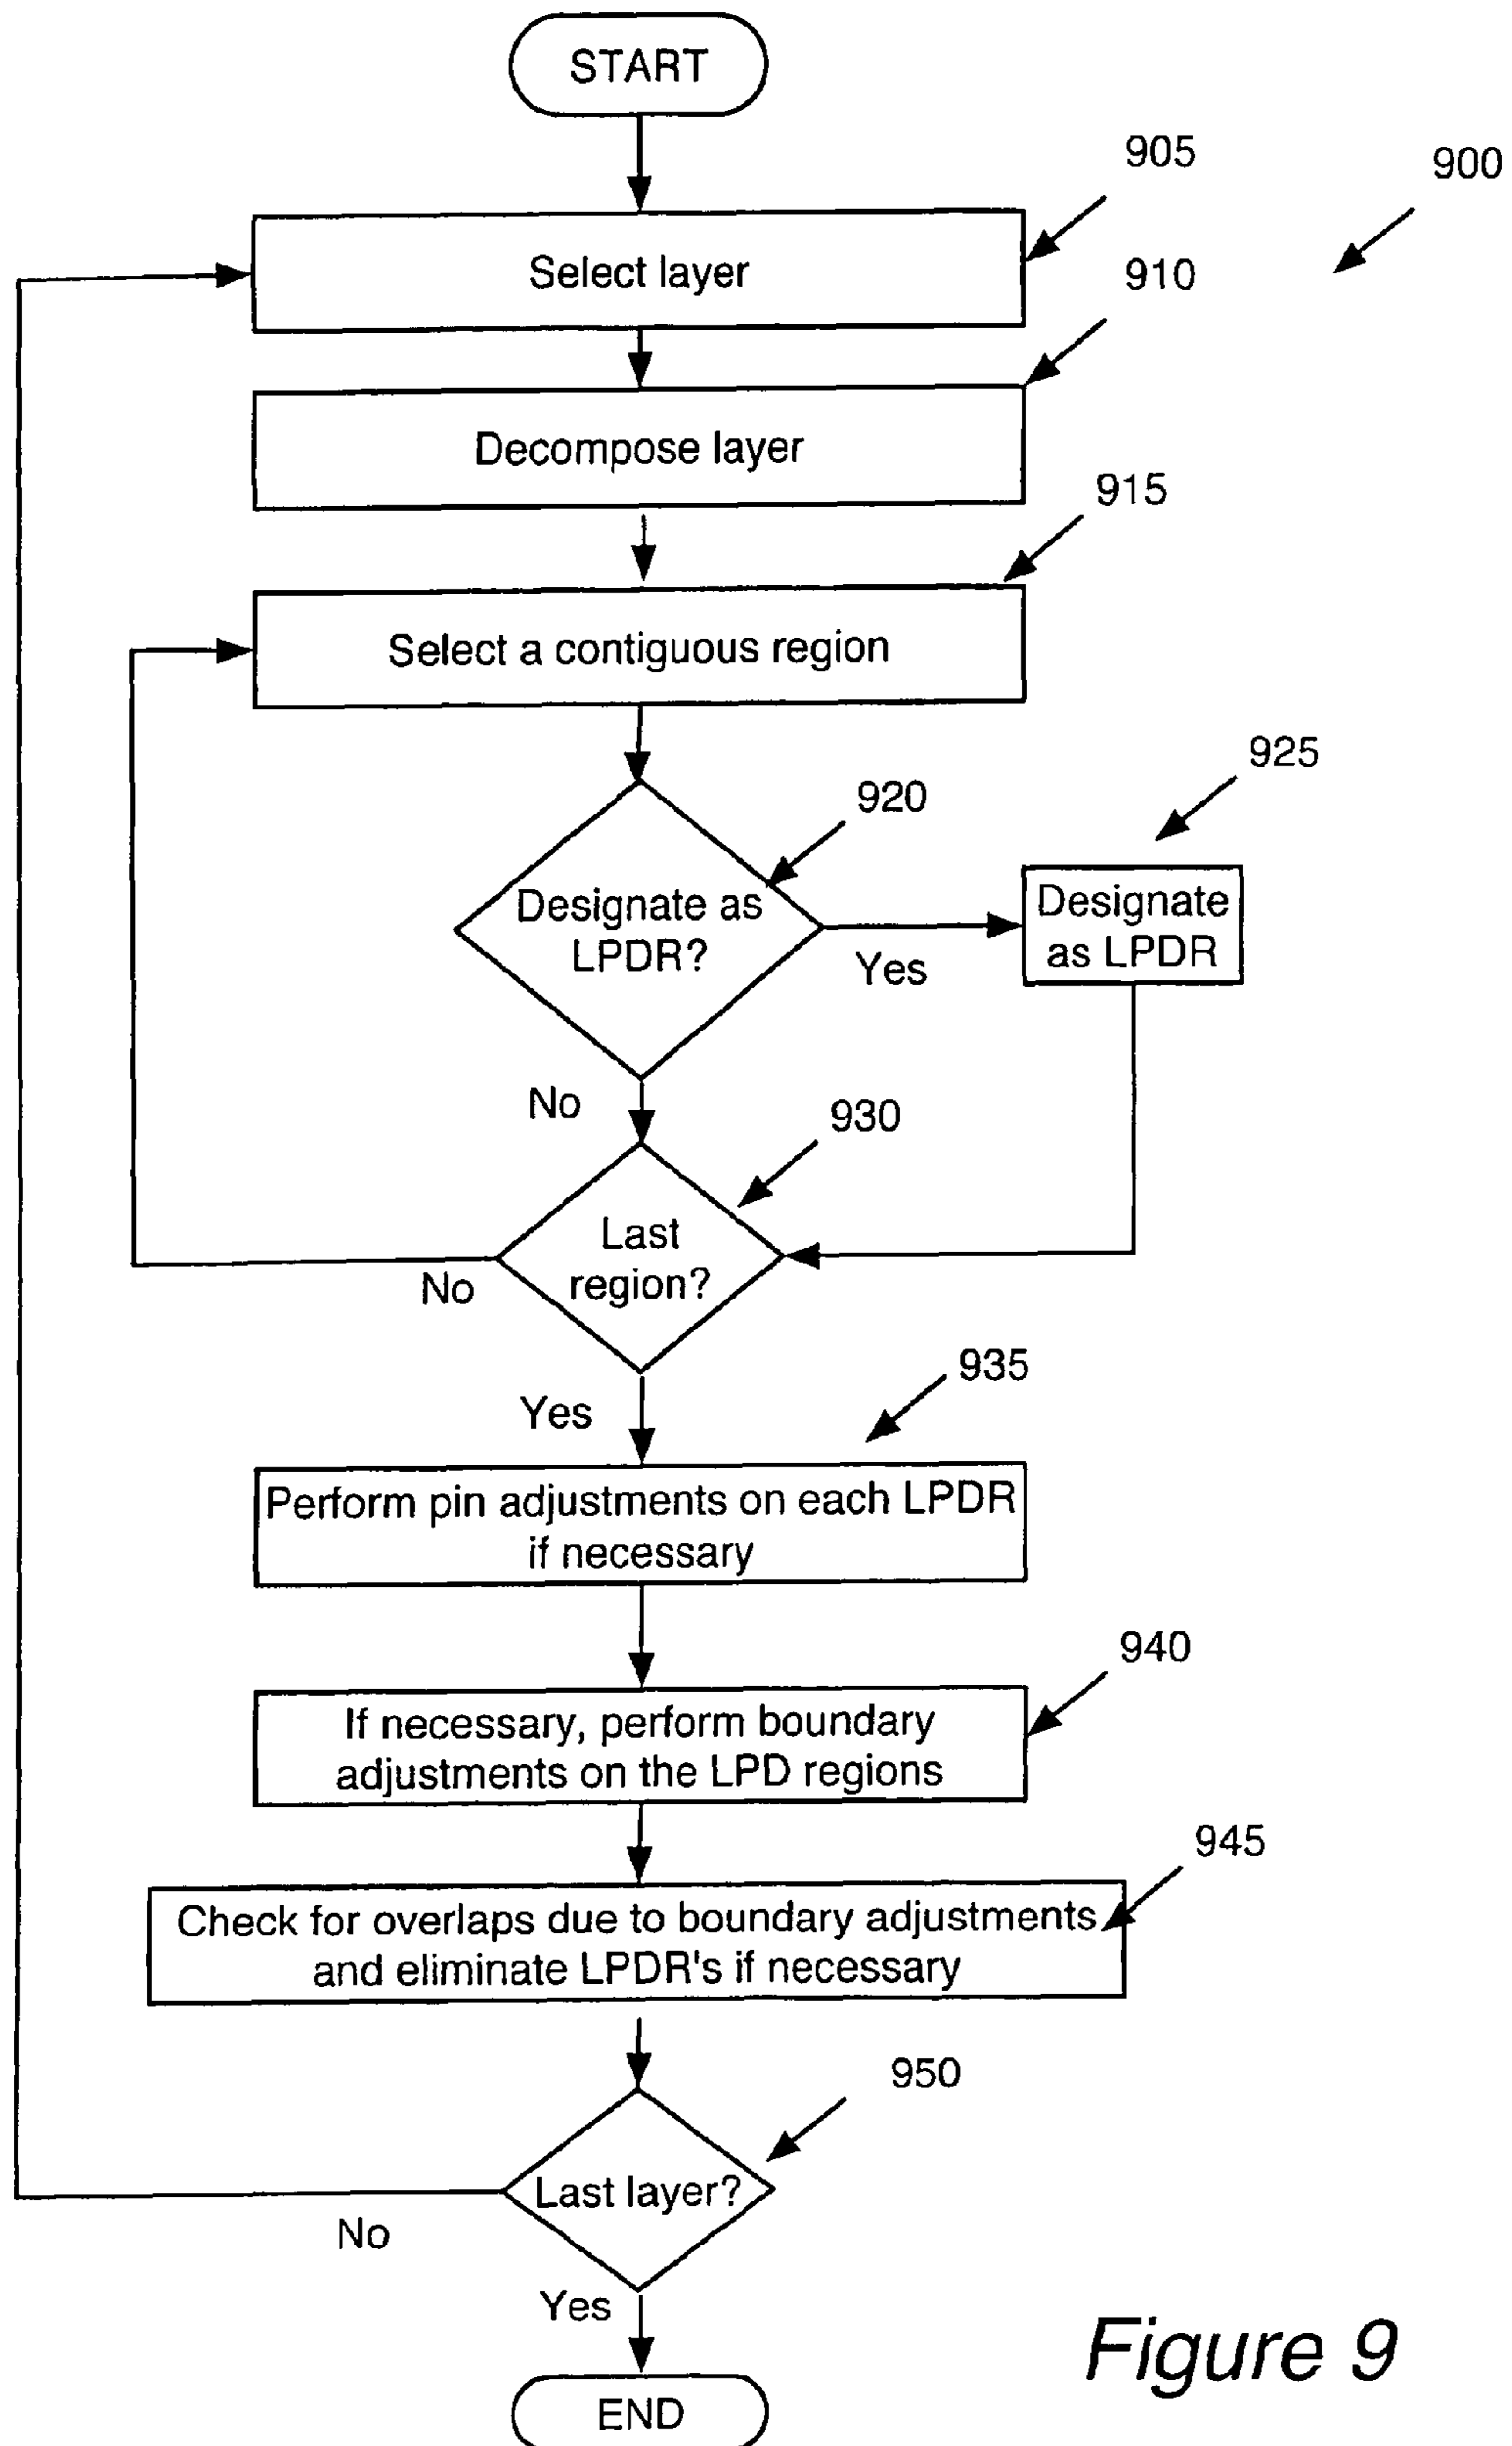 START
905
900
Select layer
910
Decompose layer
915
Select a contiguous region
925
920
Designate as
LPDR?
Designate
as LPDR
Yes
No
930
Last
region?
No
935
Yes
Perform pin adjustments on each LPDR
if necessary
940
If necessary, perform boundary
adjustments on the LPD regions
945
Check for overlaps due to boundary adjustments
and eliminate LPDR's if necessary
950
Last layer?
No
Yes
Figure 9
END